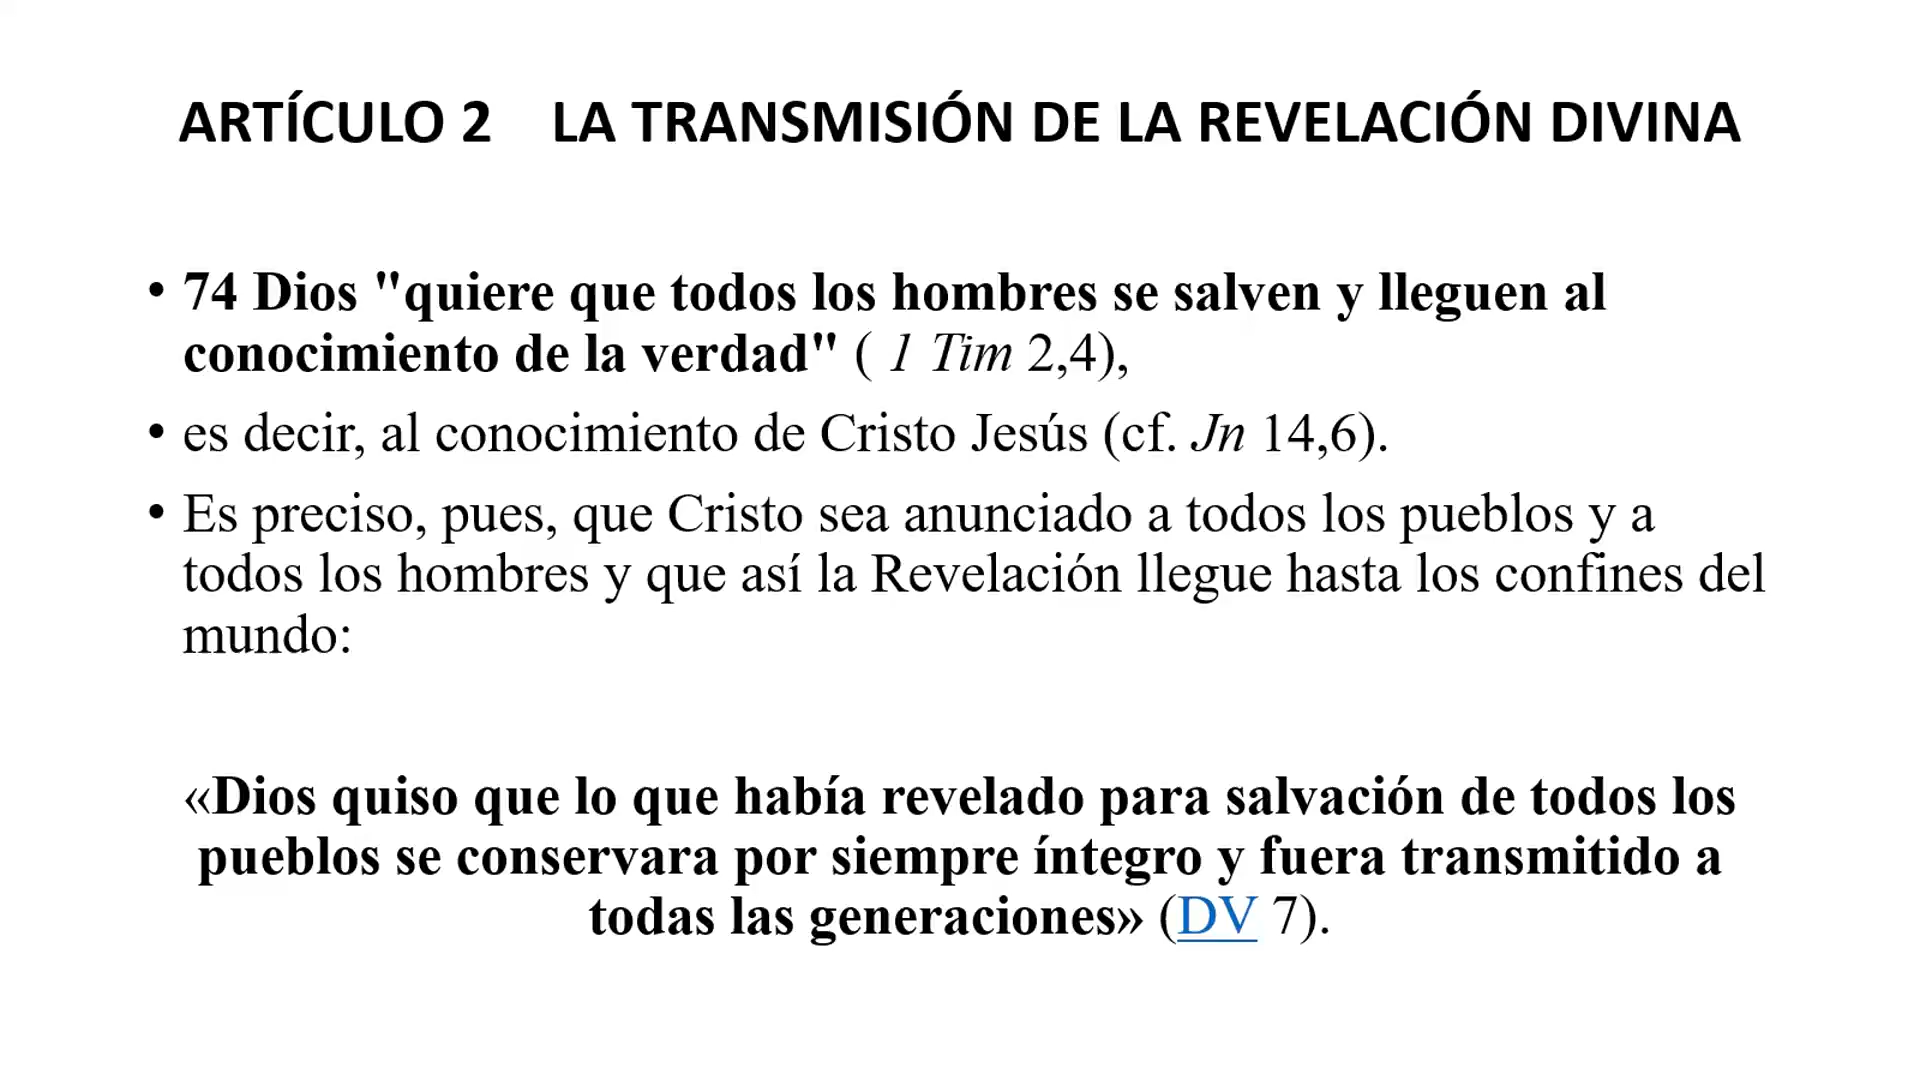 ARTÍCULO 2 LA TRANSMISIÓN DE LA REVELACIÓN DIVINA
• 74 Dios "quiere que todos los hombres se salven y lleguen al
conocimiento de la verdad" ( 1 Tim 2,4),
• es decir, al conocimiento de Cristo Jesús (cf. Jn 14,6).
• Es preciso, pues, que Cristo sea anunciado a todos los pueblos y a
todos los hombres y que así la Revelación llegue hasta los confines del
mundo:
«Dios quiso que lo que había revelado para salvación de todos los
pueblos se conservara por siempre íntegro y fuera transmitido a
todas las generaciones» (DV 7).